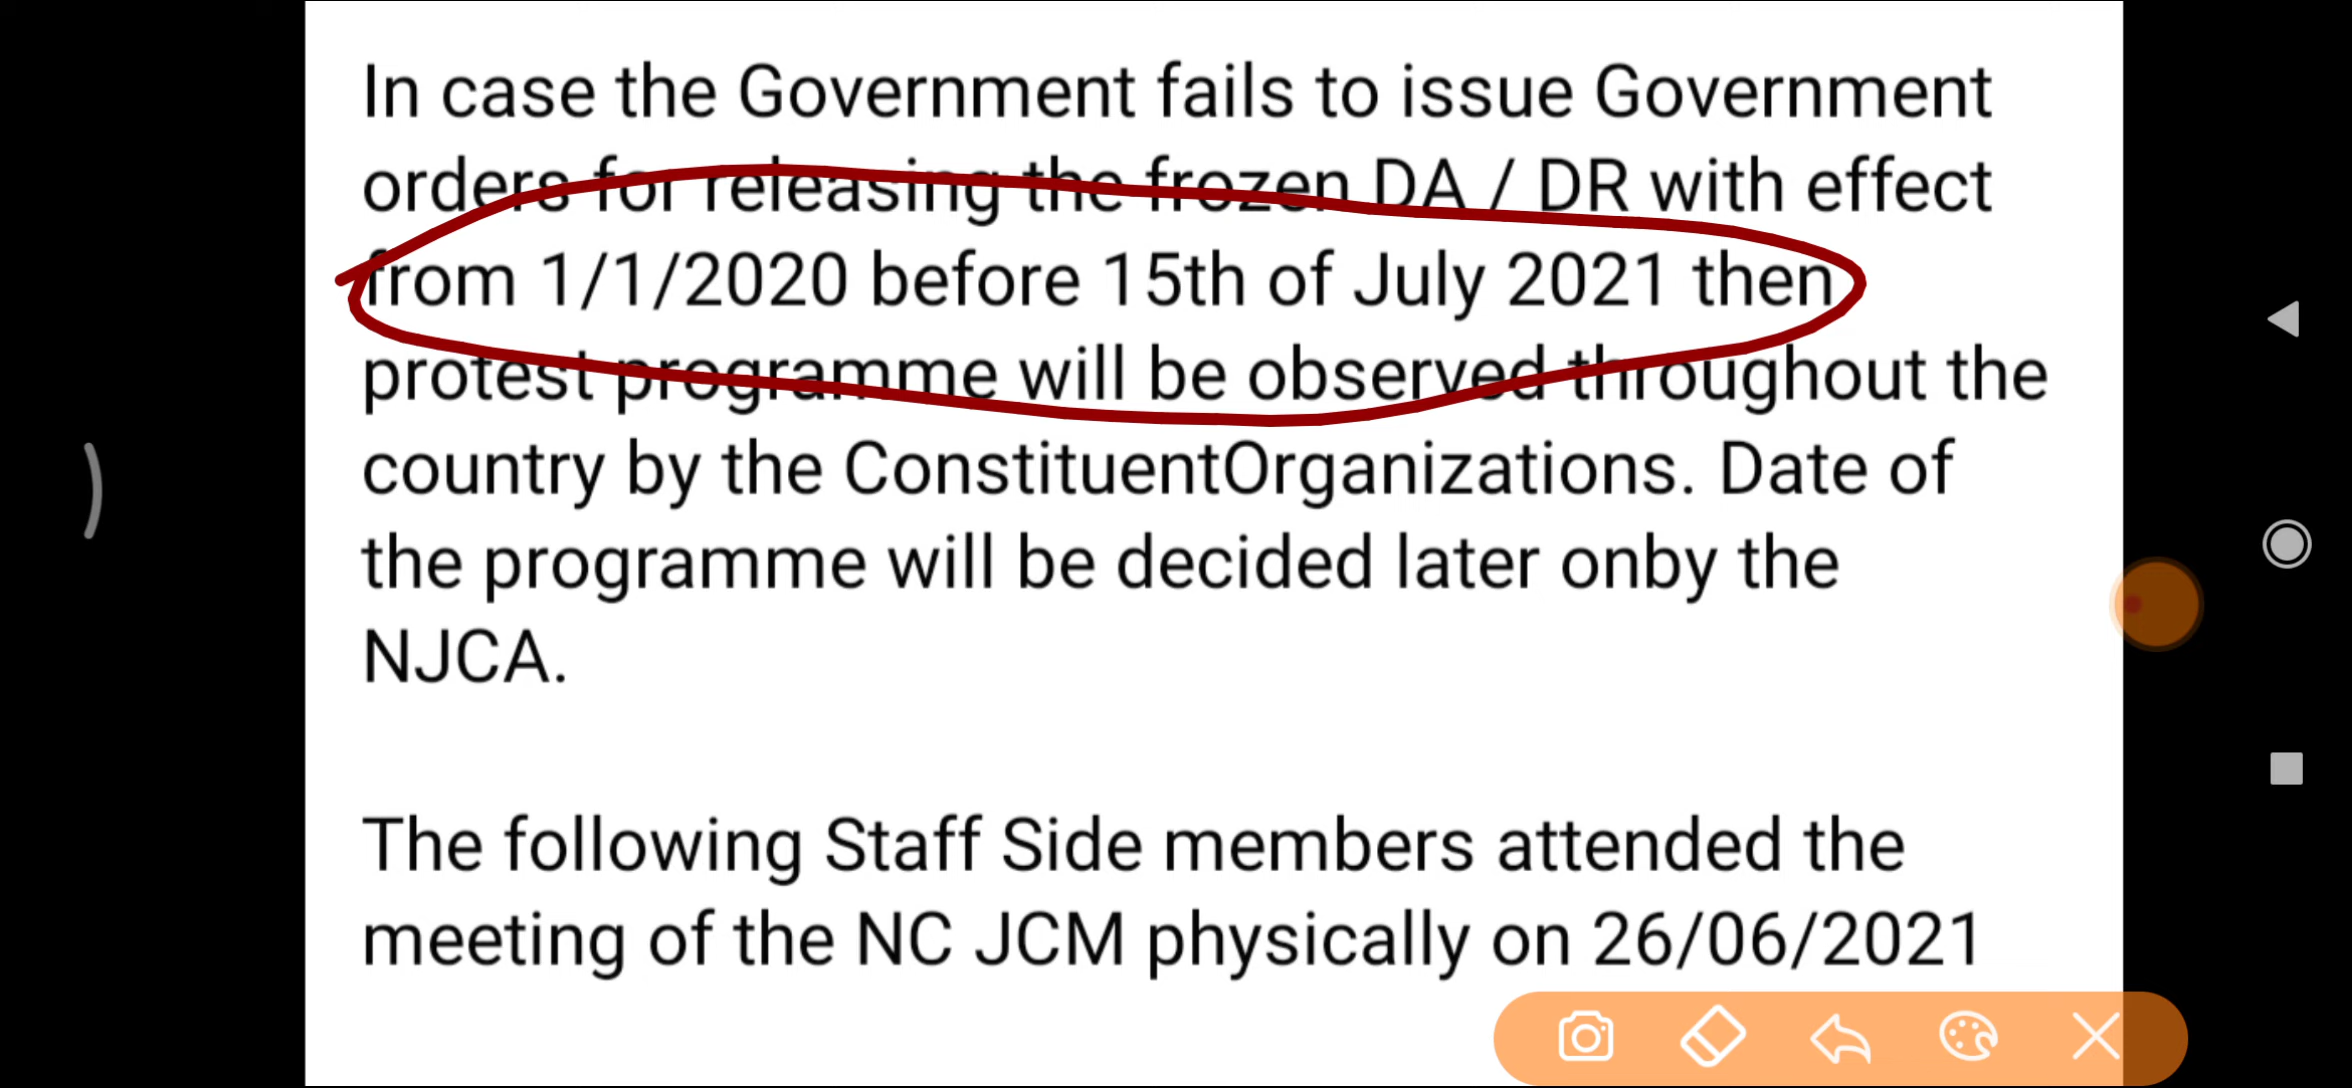 In case the Government fails to issue Government
orders for releasing the frozen DA / DR with effect
from 1/1/2020 before 15th of July 2021 then
protest programme will be observed throughout the
country by the ConstituentOrganizations. Date of
the programme will be decided later onby the
NJCA.
The following Staff Side members attended the
meeting of the NC JCM physically on 26/06/2021